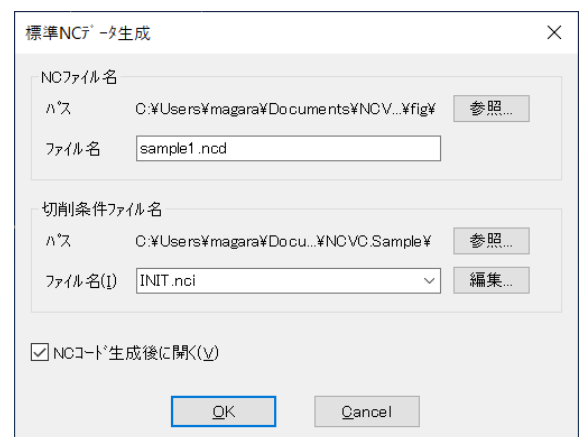 標準NCﾃﾞｰﾀ生成
NCﾌｧｲﾙ名
ﾊﾟｽ C:¥Users¥magara¥Documents¥NCV...¥fig¥ 参照...
ﾌｧｲﾙ名 sample1.ncd
切削条件ﾌｧｲﾙ名
ﾊﾟｽ C:¥Users¥magara¥Docu...¥NCVC.Sample¥ 参照...
ﾌｧｲﾙ名(I) INIT.nci 編集...
NCｺｰﾄﾞ生成後に開く(V)
OK Cancel